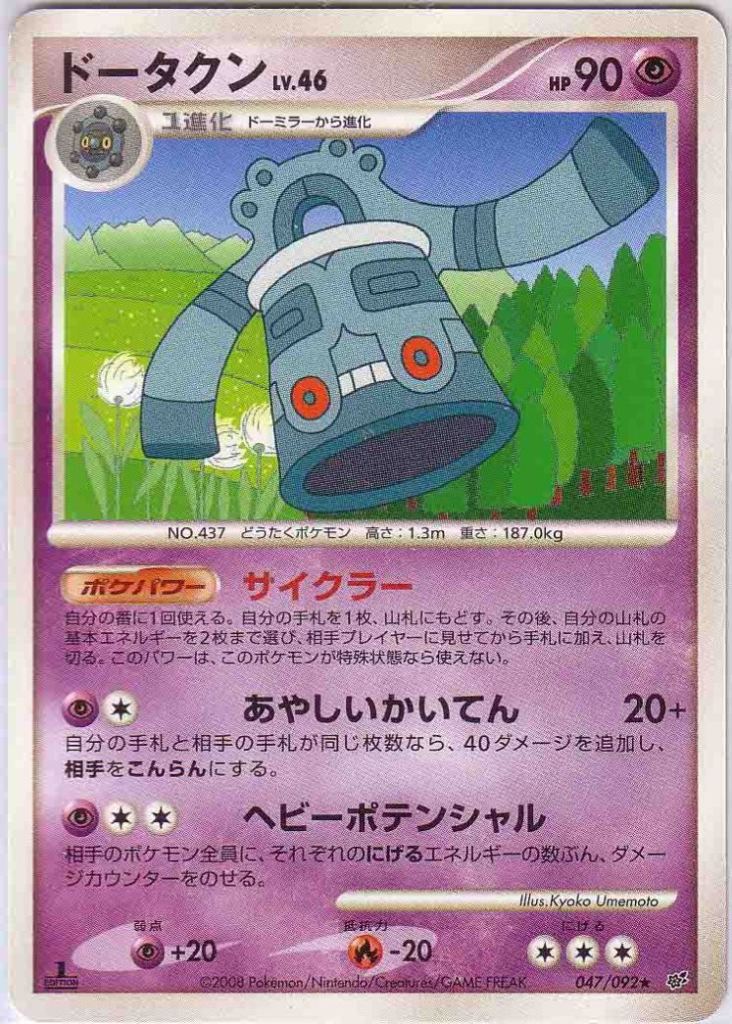 ドータクン LV.46 HP 90
1進化 ドーミラーから進化
NO.437 どうたくポケモン 高さ：1.3m 重さ：187.0kg
ポケパワー サイクラー
自分の番に1回使える。自分の手札を1枚、山札にもどす。その後、自分の山札の
基本エネルギーを2枚まで選び、相手プレイヤーに見せてから手札に加え、山札を
切る。このパワーは、このポケモンが特殊状態なら使えない。
あやしいかいてん 20+
自分の手札と相手の手札が同じ枚数なら、40ダメージを追加し、
相手をこんらんにする。
ヘビーポテンシャル
相手のポケモン全員に、それぞれのにげるエネルギーの数ぶん、ダメー
ジカウンターをのせる。
Illus.Kyoko Umemoto
弱点 抵抗力 にげる
+20 -20
1 EDITION ©2008 Pokémon/Nintendo/Creatures/GAME FREAK. 047/092★